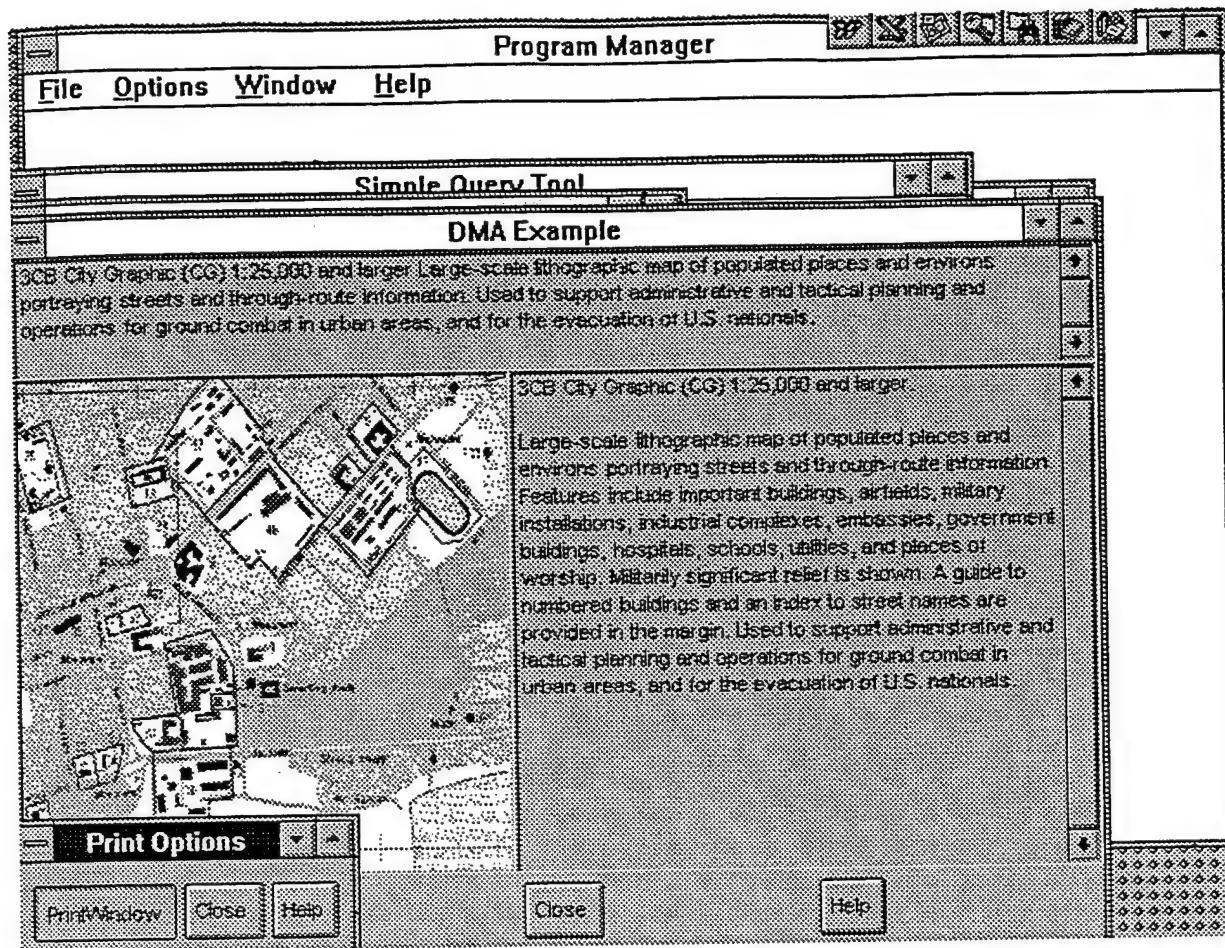 Program Manager
File Options Window Help
Simple Query Tool
DMA Example
3CB City Graphic (CG) 1:25,000 and larger Large-scale lithographic map of populated places and environs
portraying streets and through-route information. Used to support administrative and tactical planning and
operations for ground combat in urban areas, and for the evacuation of U.S. nationals.
3CB City Graphic (CG) 1:25,000 and larger
Large-scale lithographic map of populated places and
environs portraying streets and through-route information.
Features include important buildings, airfields, military
installations, industrial complexes, embassies, government
buildings, hospitals, schools, utilities, and places of
worship. Militarily significant relief is shown. A guide to
numbered buildings and an index to street names are
provided in the margin. Used to support administrative and
tactical planning and operations for ground combat in
urban areas, and for the evacuation of U.S. nationals.
Print Options
PrintWindow Close Help
Close Help